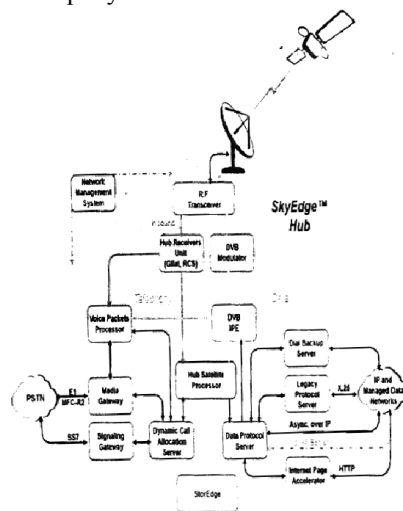 SkyEdge™
Hub
Network
Management
System
RF
Transceiver
Inbound
Hub Receivers
Unit
(Gilat, RCS)
DVB
Modulator
Telephony
Data
Voice Packets
Processor
DVB
IPE
Dial Backup
Server
Hub Satellite
Processor
PSTN
E1
MFC-R2
Media
Gateway
Legacy
Protocol
Server
X.25
IP and
Managed Data
Networks
SS7
Signaling
Gateway
Dynamic Call
Allocation
Server
Data Protocol
Server
Async. over IP
Internet Page
Accelerator
HTTP
StorEdge